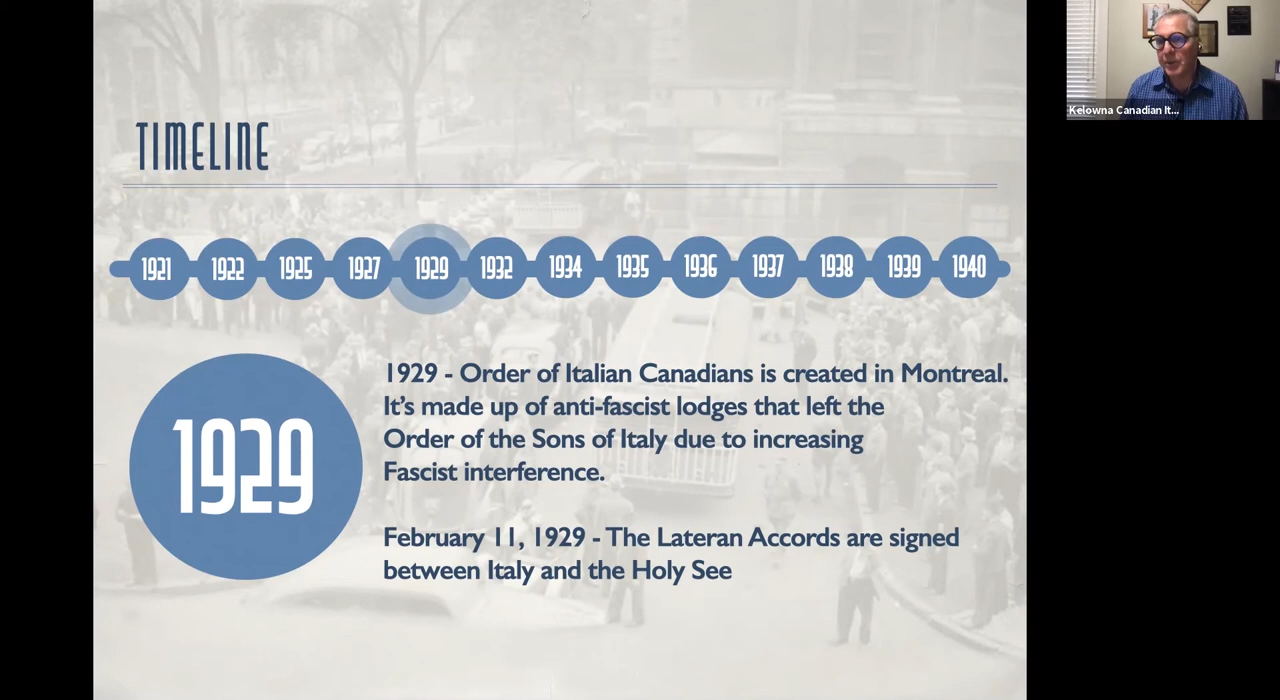 Kelowna Canadian It...
TIMELINE
1921 1922 1925 1927 1929 1932 1934 1935 1936 1937 1938 1939 1940
1929
1929 - Order of Italian Canadians is created in Montreal.
It’s made up of anti-fascist lodges that left the
Order of the Sons of Italy due to increasing
Fascist interference.
February 11, 1929 - The Lateran Accords are signed
between Italy and the Holy See